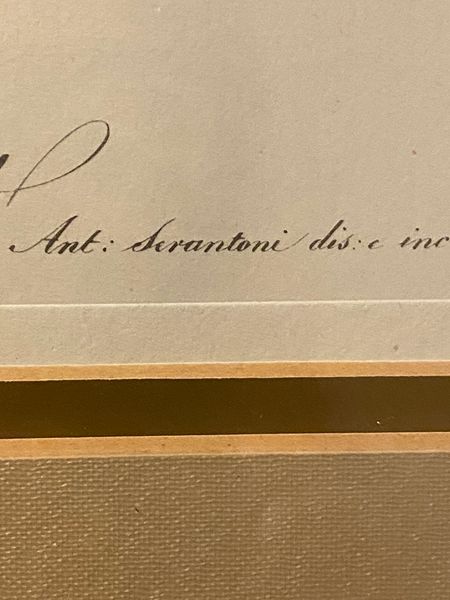 Ant: Serantoni dis: e inc